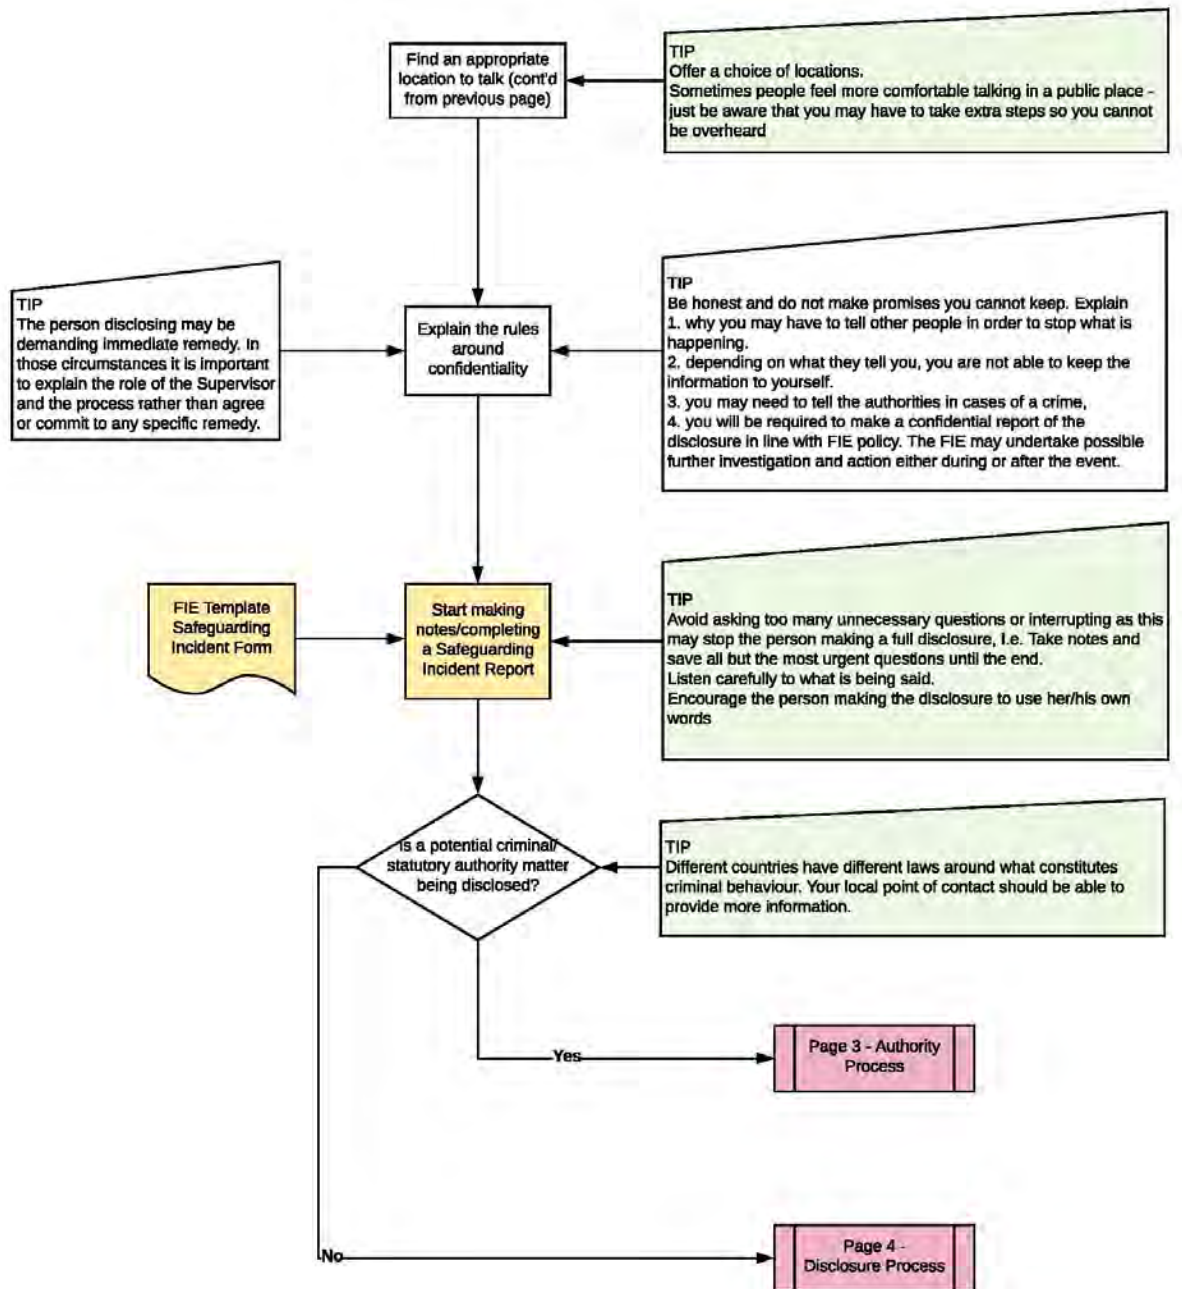 Find an appropriate
location to talk (cont'd
from previous page)
TIP
Offer a choice of locations.
Sometimes people feel more comfortable talking in a public place -
just be aware that you may have to take extra steps so you cannot
be overheard
TIP
The person disclosing may be
demanding immediate remedy. In
those circumstances it is important
to explain the role of the Supervisor
and the process rather than agree
or commit to any specific remedy.
Explain the rules
around
confidentiality
TIP
Be honest and do not make promises you cannot keep. Explain
1. why you may have to tell other people in order to stop what is
happening.
2. depending on what they tell you, you are not able to keep the
information to yourself.
3. you may need to tell the authorities in cases of a crime,
4. you will be required to make a confidential report of the
disclosure in line with FIE policy. The FIE may undertake possible
further investigation and action either during or after the event.
FIE Template
Safeguarding
Incident Form
Start making
notes/completing
a Safeguarding
Incident Report
TIP
Avoid asking too many unnecessary questions or interrupting as this
may stop the person making a full disclosure, I.e. Take notes and
save all but the most urgent questions until the end.
Listen carefully to what is being said.
Encourage the person making the disclosure to use her/his own
words
Is a potential criminal/
statutory authority matter
being disclosed?
TIP
Different countries have different laws around what constitutes
criminal behaviour. Your local point of contact should be able to
provide more information.
Yes
Page 3 - Authority
Process
No
Page 4 -
Disclosure Process